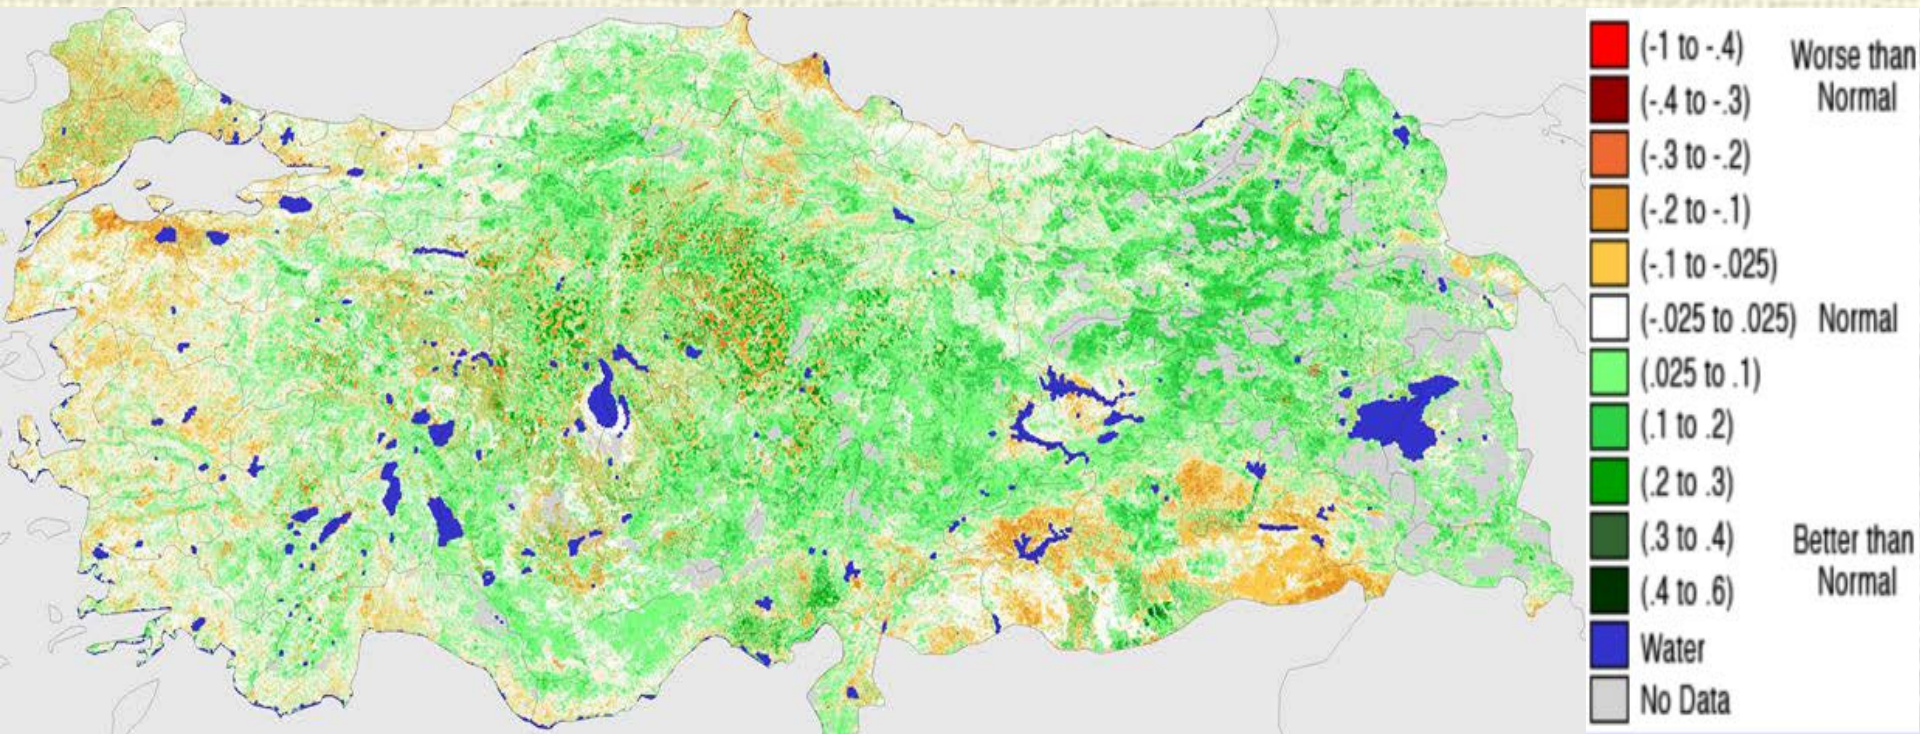 (-1 to -.4)
Worse than
Normal
(-.4 to -.3)
(-.3 to -.2)
(-.2 to -.1)
(-.1 to -.025)
(-.025 to .025) Normal
(.025 to .1)
(.1 to .2)
(.2 to .3)
(.3 to .4)
Better than
Normal
(.4 to .6)
Water
No Data